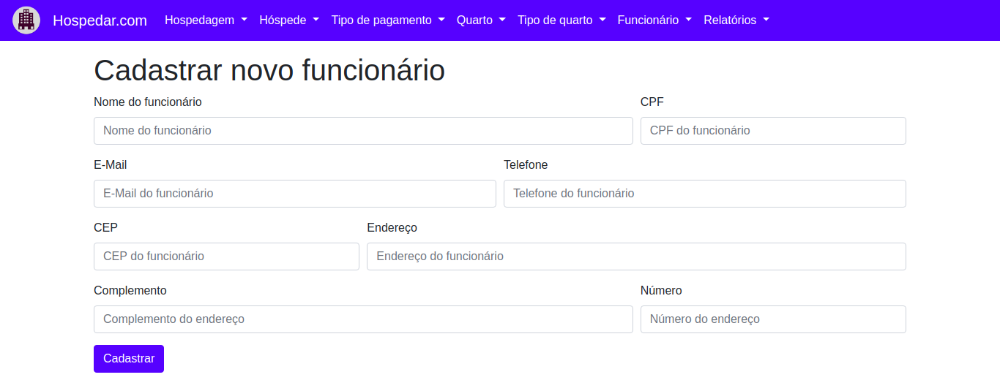 Hospedar.com Hospedagem Hóspede Tipo de pagamento Quarto Tipo de quarto Funcionário Relatórios
Cadastrar novo funcionário
Nome do funcionário CPF
Nome do funcionário CPF do funcionário
E-Mail Telefone
E-Mail do funcionário Telefone do funcionário
CEP Endereço
CEP do funcionário Endereço do funcionário
Complemento Número
Complemento do endereço Número do endereço
Cadastrar